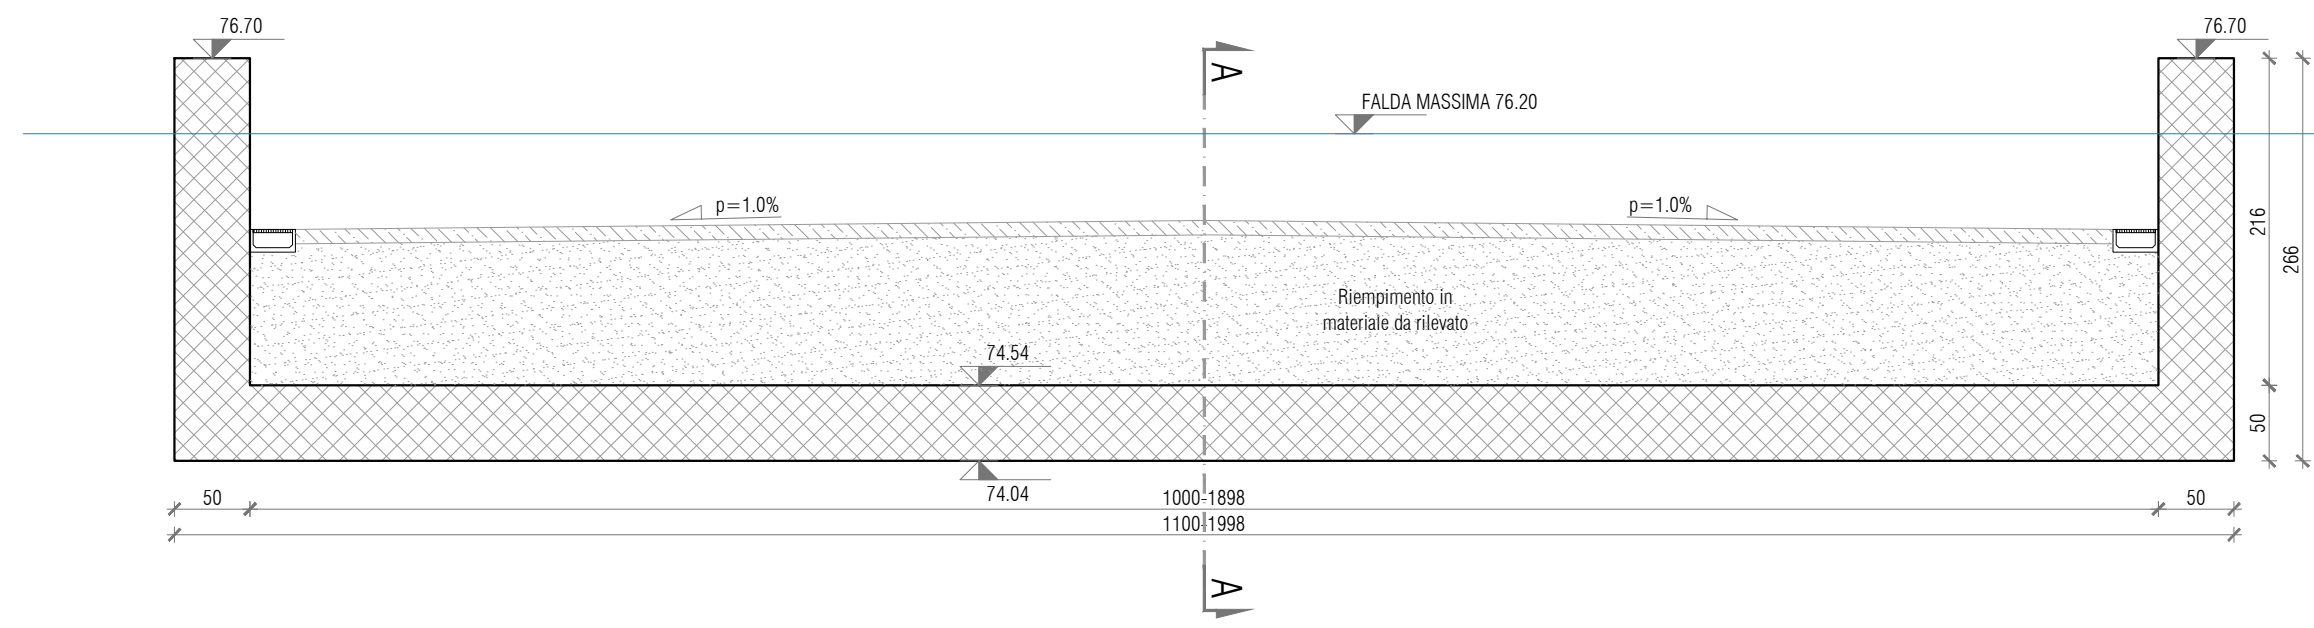 76.70
76.70
A
FALDA MASSIMA 76.20
p=1.0%
p=1.0%
216
266
Riempimento in
materiale da rilevato
74.54
50
74.04
50
1000-1898
50
1100-1998
A